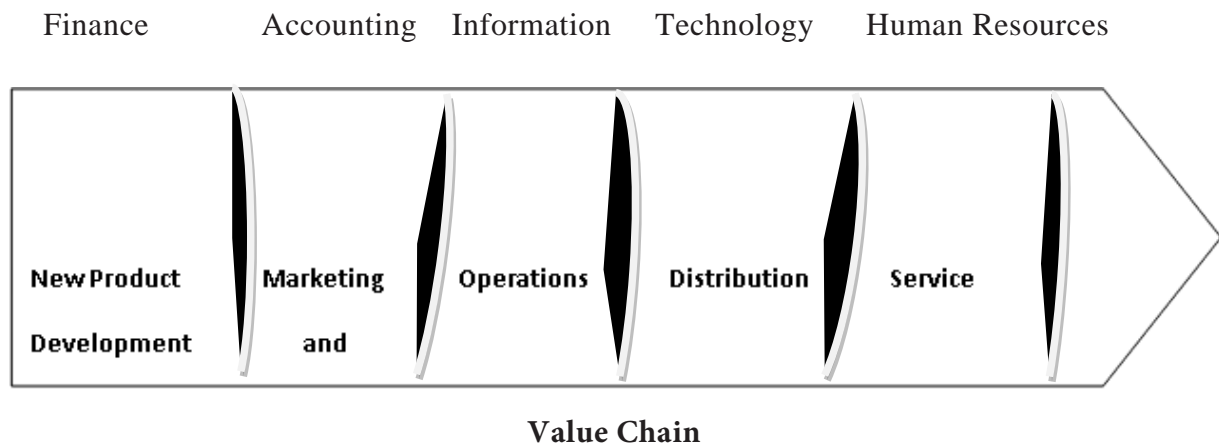 Finance Accounting Information Technology Human Resources
New Product Marketing Operations Distribution Service
Development and
Value Chain